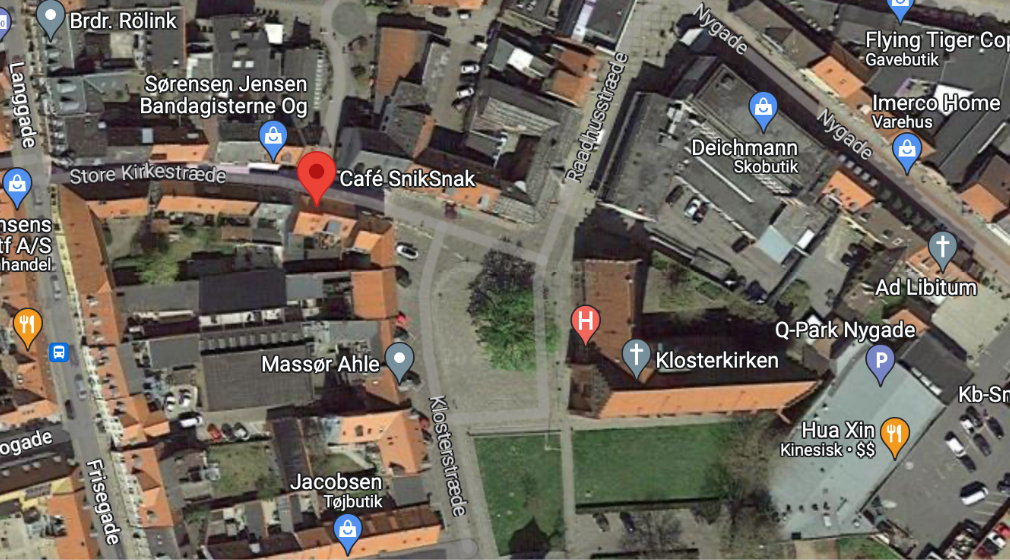 Brdr. Rölink
Nygade
Flying Tiger Cop
Gavebutik
Langgade
Sørensen Jensen
Bandagisterne Og
Raadhusstræde
Imerco Home
Varehus
Nygade
Deichmann
Skobutik
Store Kirkestræde
Café SnikSnak
nsens
tf A/S
handel
Ad Libitum
Q-Park Nygade
P
H
Massør Ahle
Klosterkirken
Kb-Sn
Klosterstræde
Hua Xin
Kinesisk • $$
ogade
Frisegade
Jacobsen
Tøjbutik